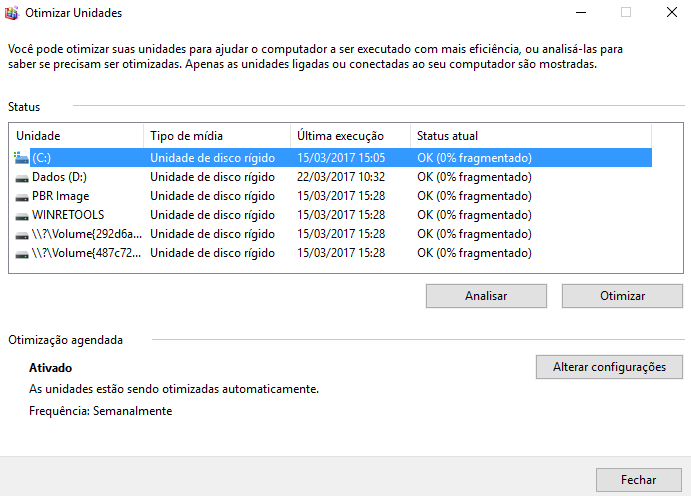 Otimizar Unidades
Você pode otimizar suas unidades para ajudar o computador a ser executado com mais eficiência, ou analisá-las para
saber se precisam ser otimizadas. Apenas as unidades ligadas ou conectadas ao seu computador são mostradas.
Status
Unidade Tipo de mídia Última execução Status atual
(C:) Unidade de disco rígido 15/03/2017 15:05 OK (0% fragmentado)
Dados (D:) Unidade de disco rígido 22/03/2017 10:32 OK (0% fragmentado)
PBR Image Unidade de disco rígido 15/03/2017 15:28 OK (0% fragmentado)
WINRETOOLS Unidade de disco rígido 15/03/2017 15:28 OK (0% fragmentado)
\\?\Volume{292d6a... Unidade de disco rígido 15/03/2017 15:28 OK (0% fragmentado)
\\?\Volume{487c72... Unidade de disco rígido 15/03/2017 15:28 OK (0% fragmentado)
Analisar Otimizar
Otimização agendada
Ativado Alterar configurações
As unidades estão sendo otimizadas automaticamente.
Frequência: Semanalmente
Fechar